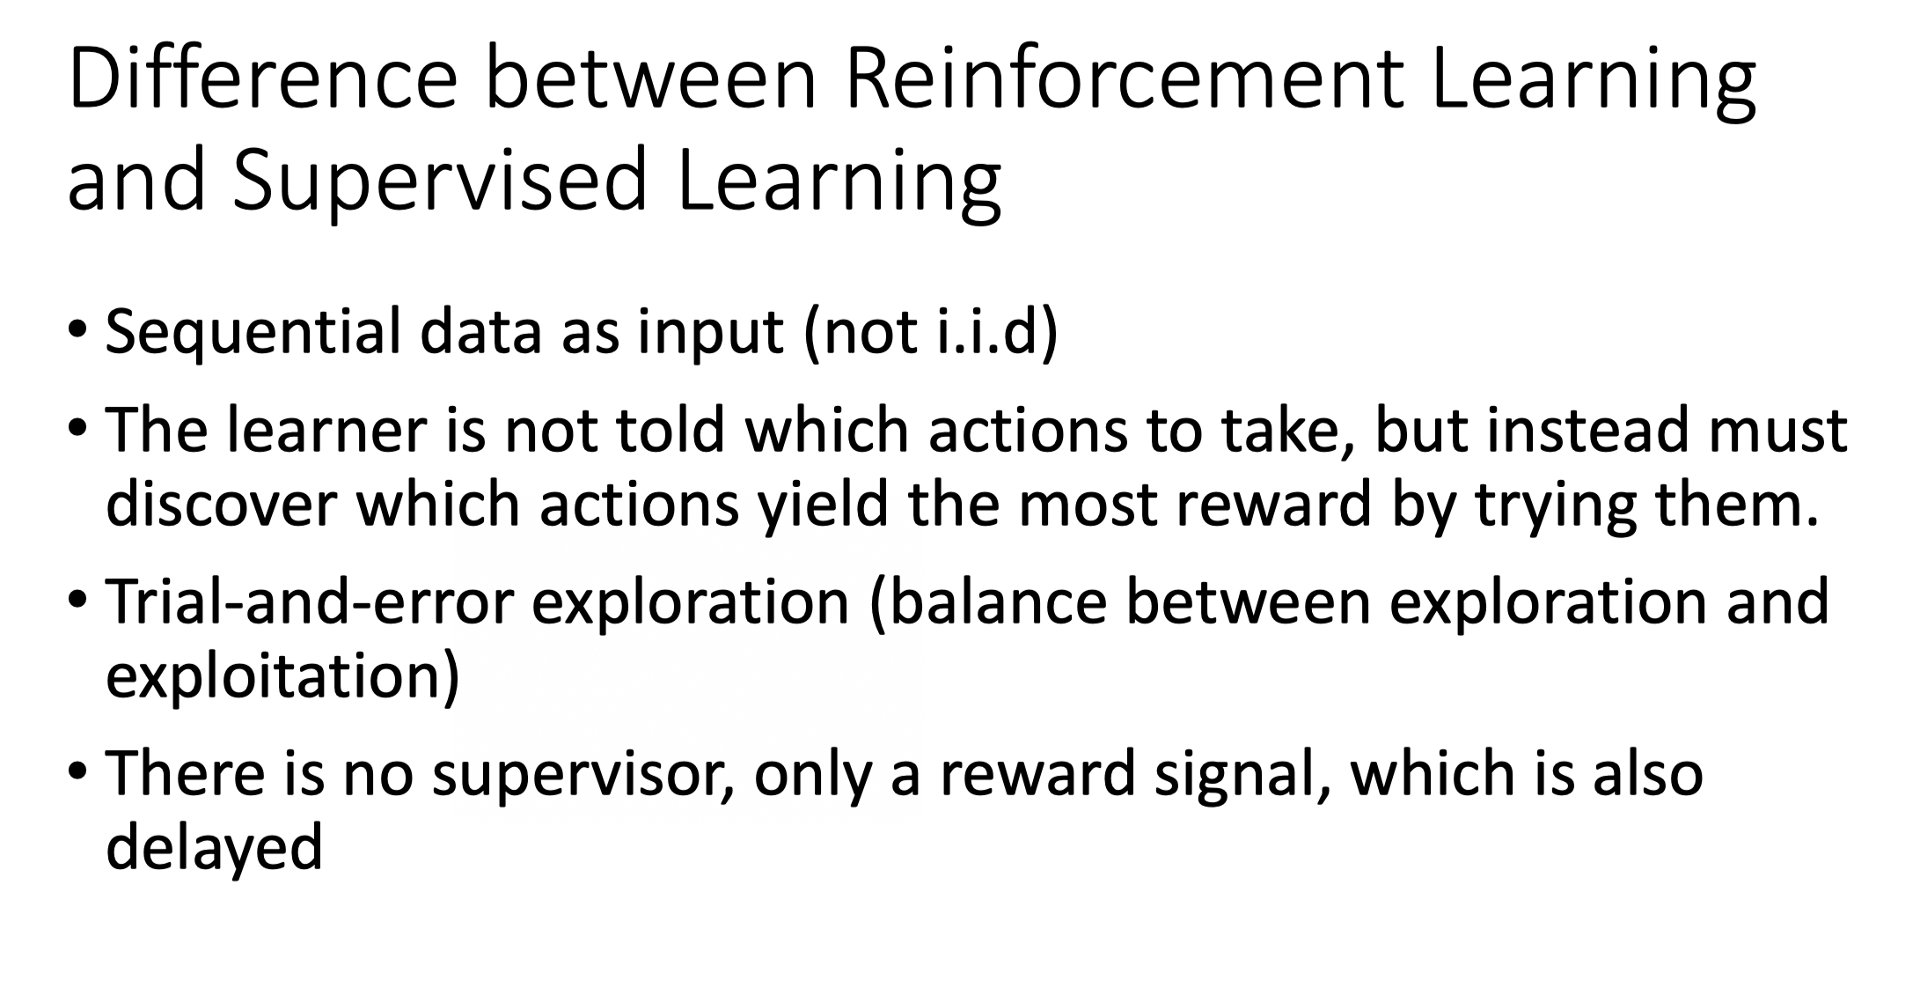 Difference between Reinforcement Learning
and Supervised Learning
• Sequential data as input (not i.i.d)
• The learner is not told which actions to take, but instead must
discover which actions yield the most reward by trying them.
• Trial-and-error exploration (balance between exploration and
exploitation)
• There is no supervisor, only a reward signal, which is also
delayed